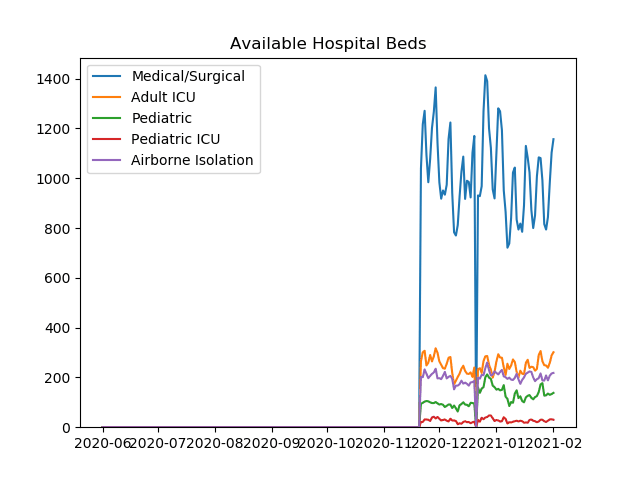 Available Hospital Beds
Medical/Surgical
Adult ICU
Pediatric
Pediatric ICU
Airborne Isolation
1400
1200
1000
800
600
400
200
0
2020-06 2020-07 2020-08 2020-09 2020-10 2020-11 2020-12 2021-01 2021-02